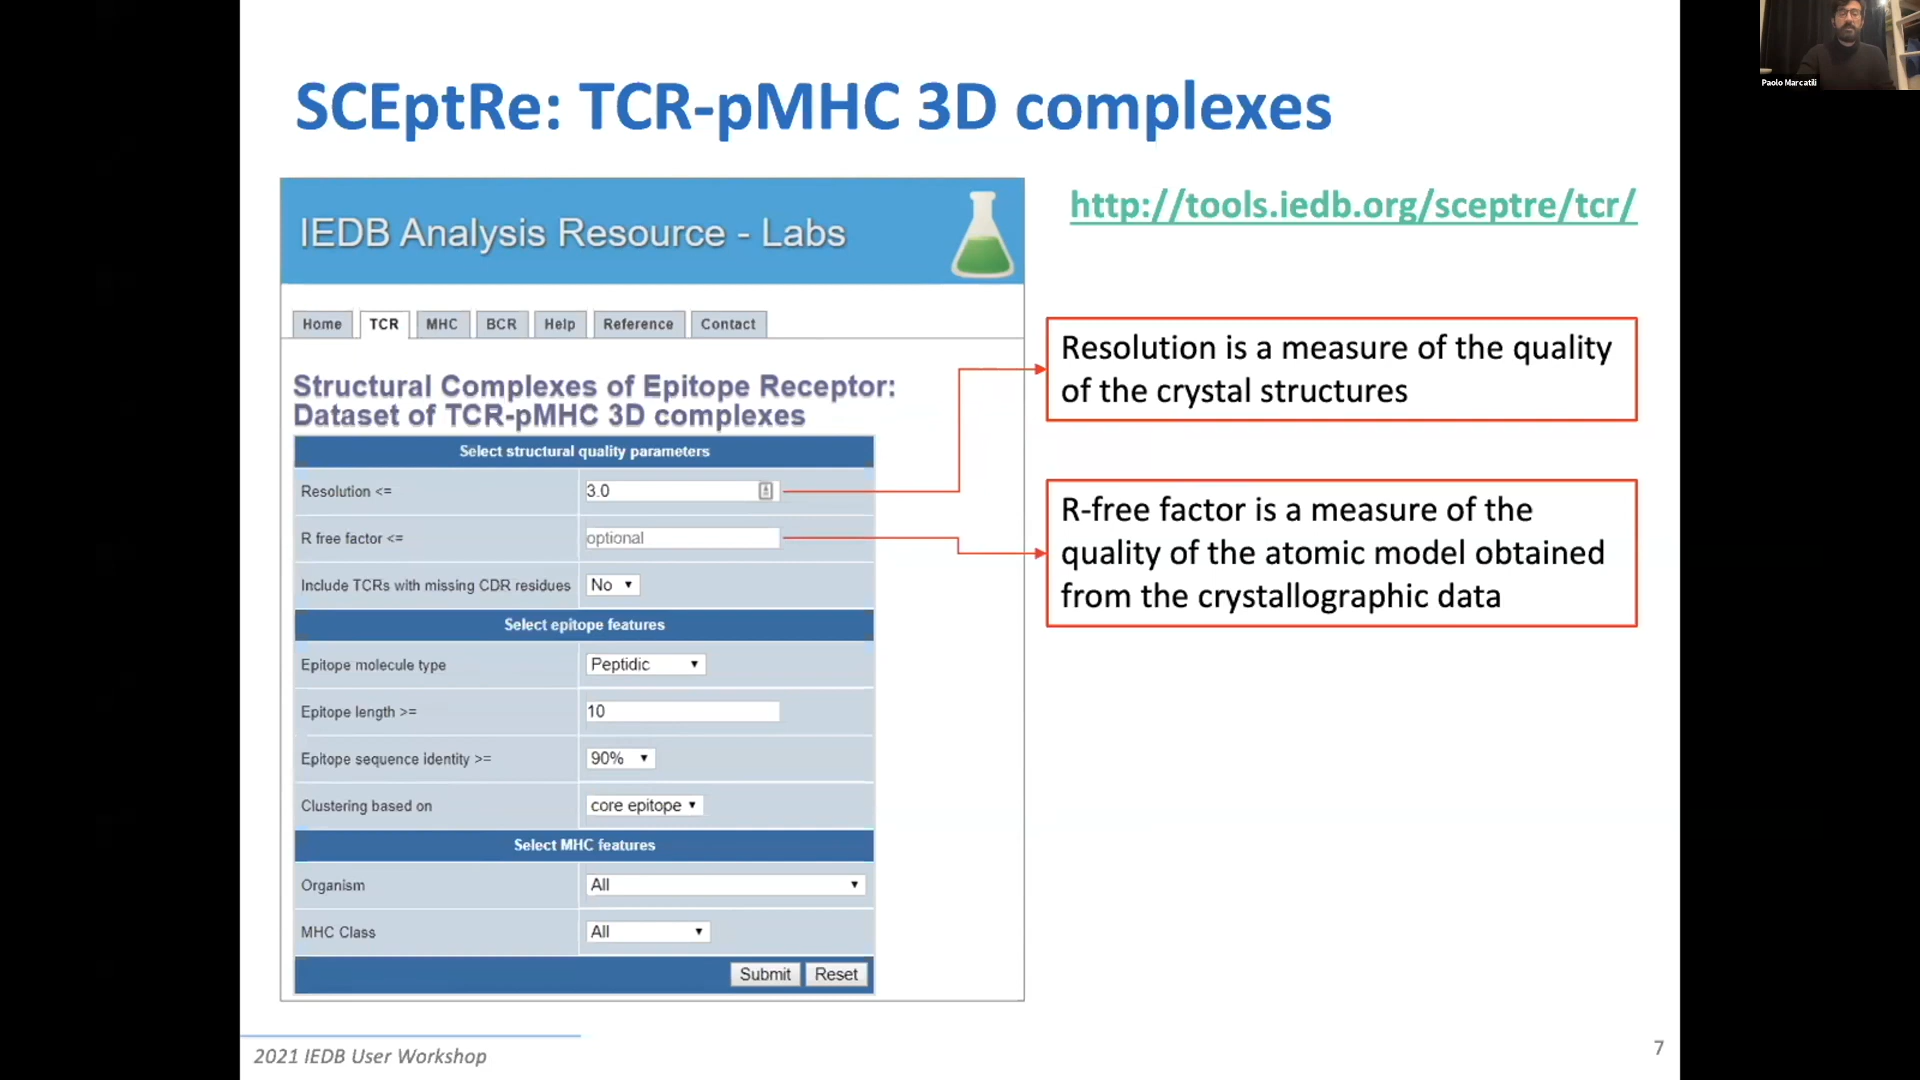 SCEptRe: TCR-pMHC 3D complexes
Paolo Marcatili
IEDB Analysis Resource - Labs
http://tools.iedb.org/sceptre/tcr/
Home TCR MHC BCR Help Reference Contact
Structural Complexes of Epitope Receptor:
Dataset of TCR-pMHC 3D complexes
Select structural quality parameters
Resolution <= 3.0
R free factor <= optional
Include TCRs with missing CDR residues No
Select epitope features
Epitope molecule type Peptidic
Epitope length >= 10
Epitope sequence identity >= 90%
Clustering based on core epitope
Select MHC features
Organism All
MHC Class All
Submit Reset
Resolution is a measure of the quality
of the crystal structures
R-free factor is a measure of the
quality of the atomic model obtained
from the crystallographic data
2021 IEDB User Workshop
7